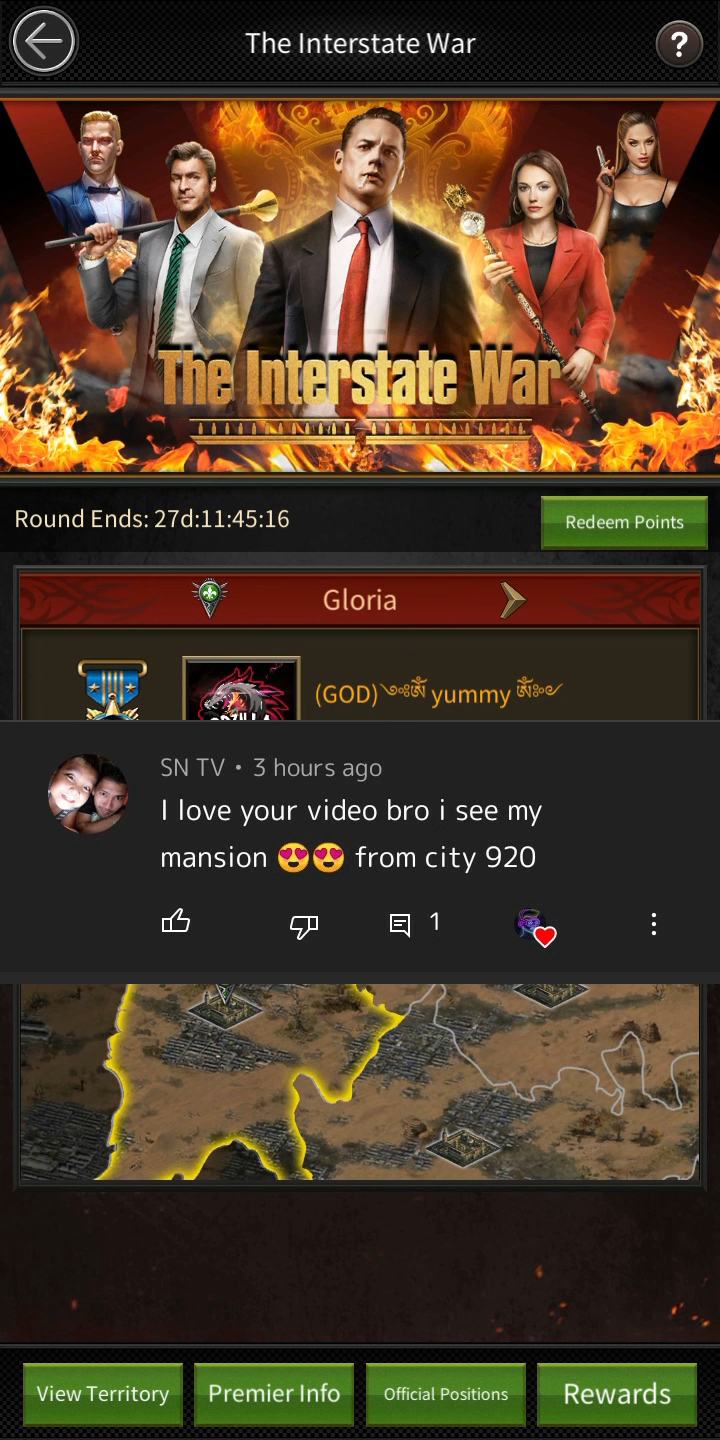 The Interstate War
?
The Interstate War
Round Ends: 27d:11:45:16
Redeem Points
Gloria
(GOD)༺ॐ yummy ॐ༻
SN TV • 3 hours ago
I love your video bro i see my
mansion 😍😍 from city 920
1
View Territory
Premier Info
Official Positions
Rewards